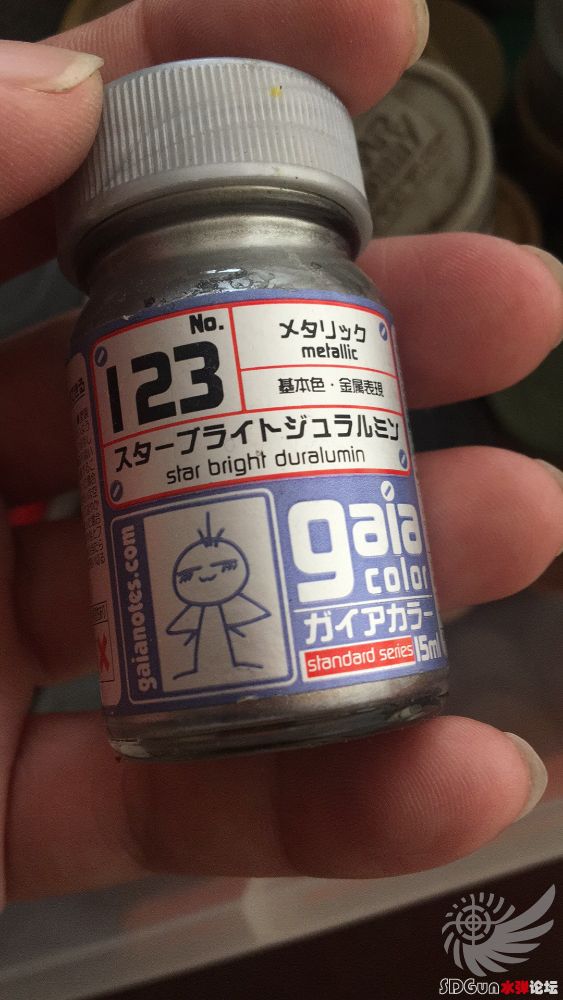 No.
123
メタリック
metallic
基本色・金属表現
スターブライトジュラルミン
star bright duralumin
gaianotes.com
gaia
color
ガイアカラー
standard series
15ml
SDGun水弹论坛